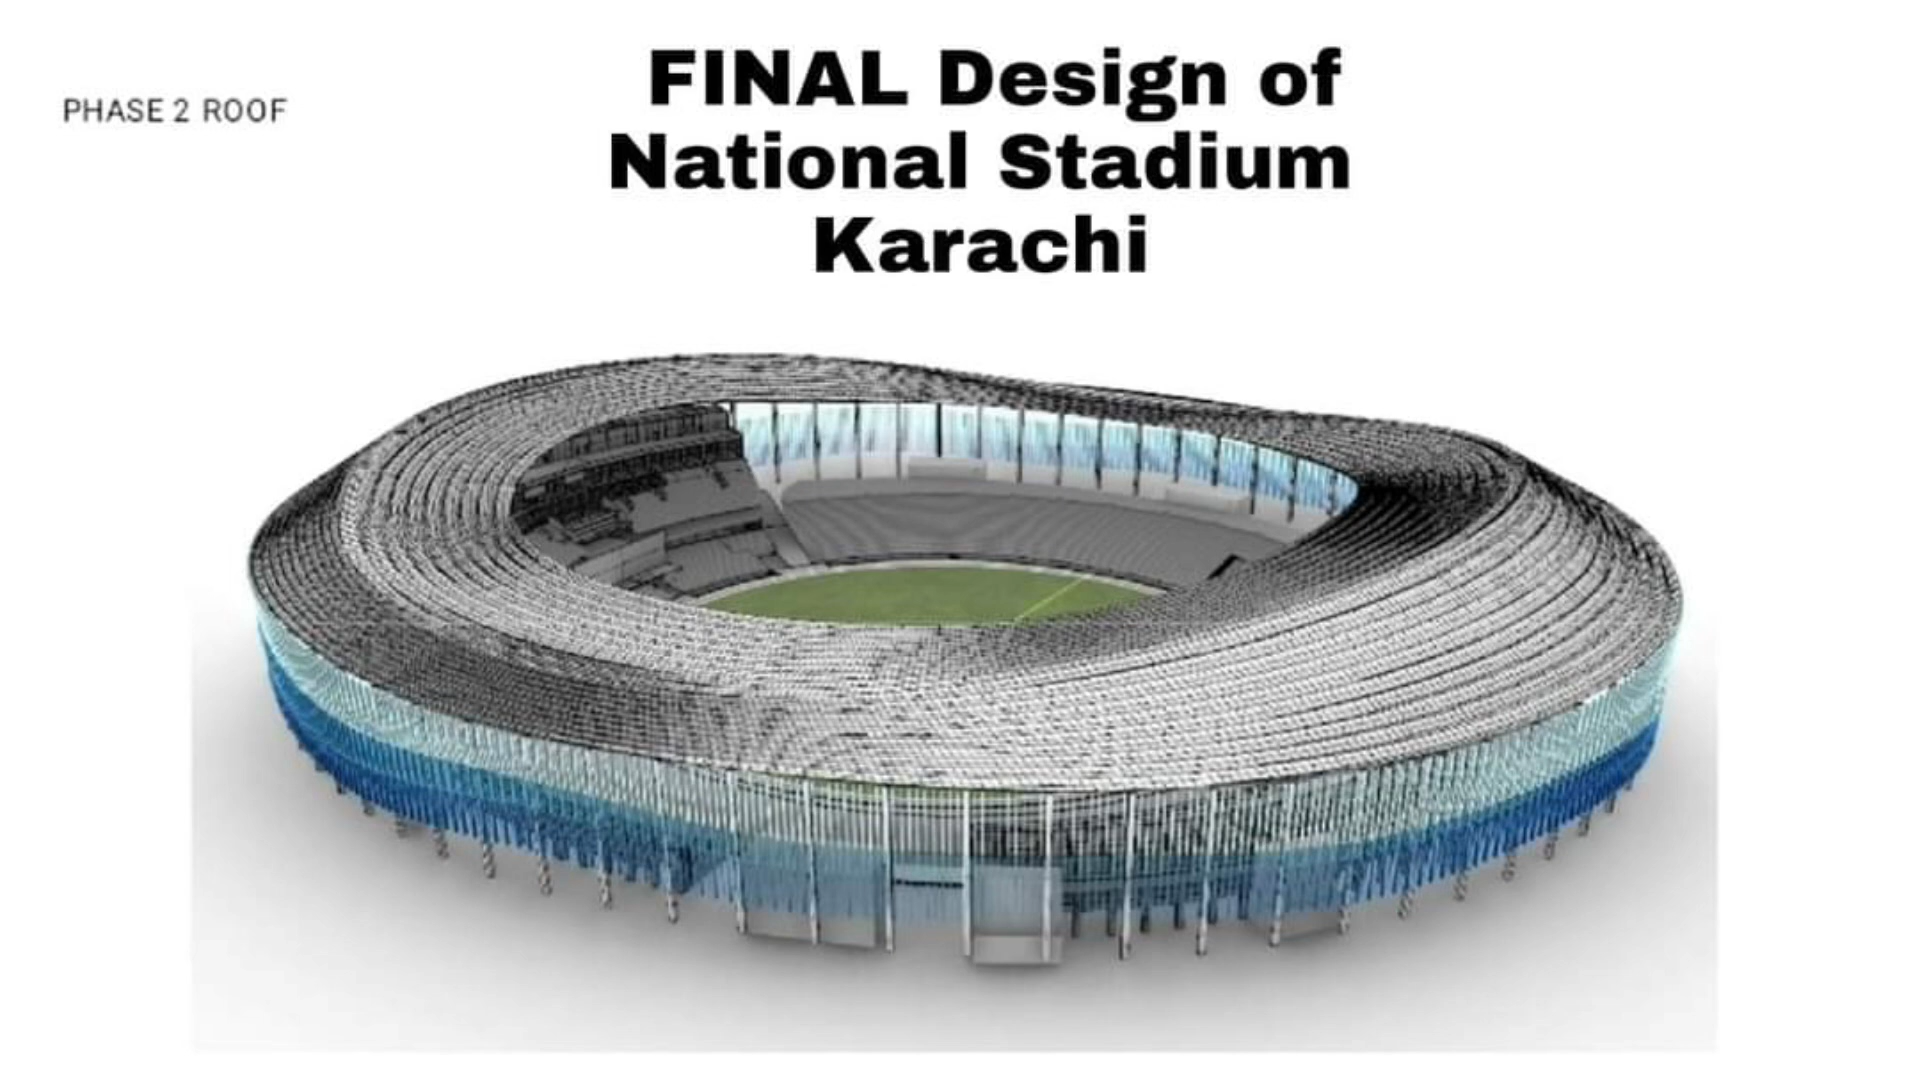 PHASE 2 ROOF
FINAL Design of
National Stadium
Karachi